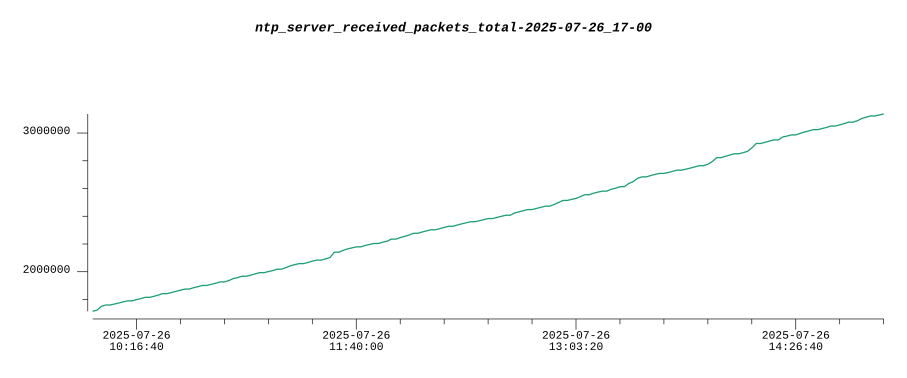 ntp_server_received_packets_total-2025-07-26_17-00
3000000
2000000
2025-07-26 2025-07-26 2025-07-26 2025-07-26
10:16:40 11:40:00 13:03:20 14:26:40